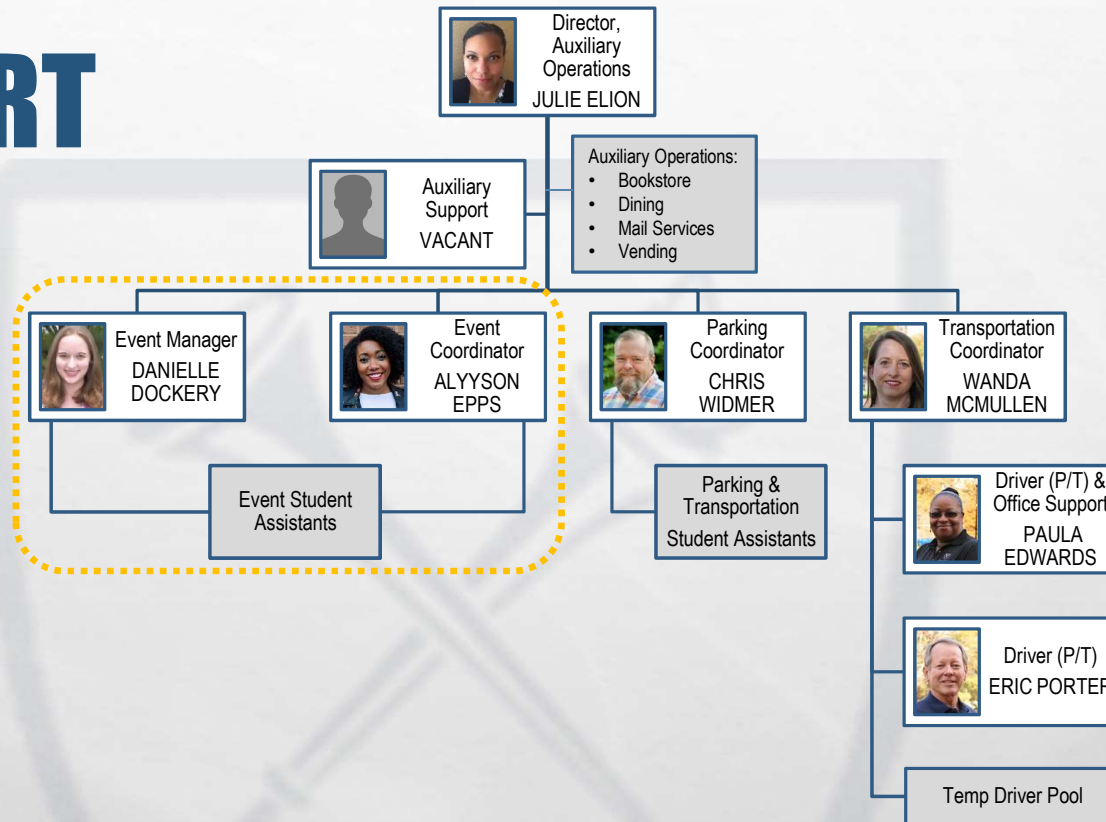 RT
Director,
Auxiliary
Operations
JULIE ELION
Auxiliary
Support
VACANT
Auxiliary Operations:
• Bookstore
• Dining
• Mail Services
• Vending
Event Manager
DANIELLE
DOCKERY
Event
Coordinator
ALYYSON
EPPS
Parking
Coordinator
CHRIS
WIDMER
Transportation
Coordinator
WANDA
MCMULLEN
Event Student
Assistants
Parking &
Transportation
Student Assistants
Driver (P/T) &
Office Support
PAULA
EDWARDS
Driver (P/T)
ERIC PORTER
Temp Driver Pool